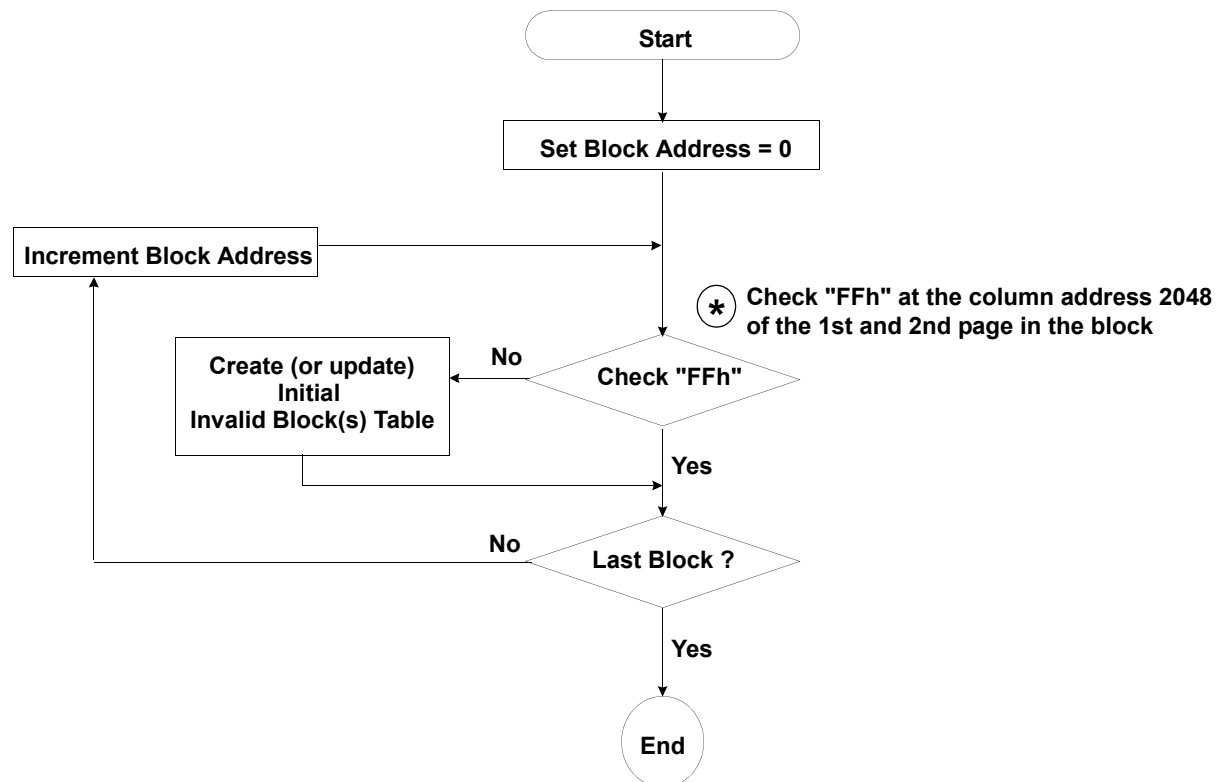 Start
Set Block Address = 0
Increment Block Address
* Check "FFh" at the column address 2048
of the 1st and 2nd page in the block
No
Create (or update)
Initial
Invalid Block(s) Table
Check "FFh"
Yes
No
Last Block ?
Yes
End